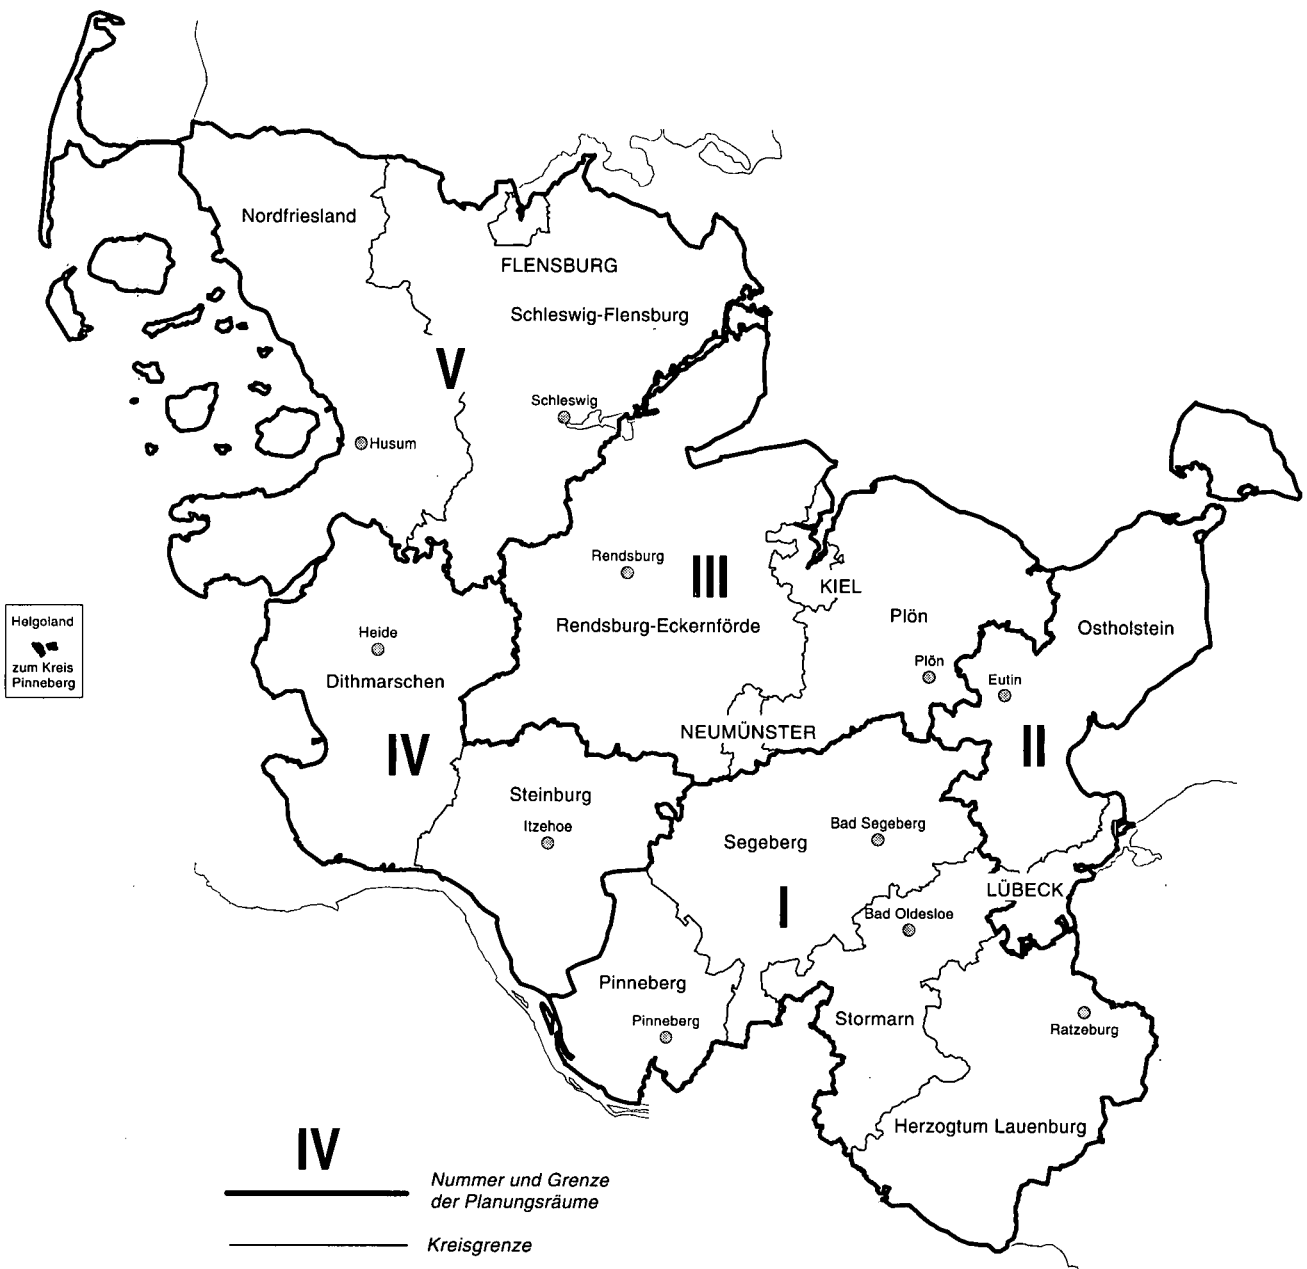 Nordfriesland
FLENSBURG
Schleswig-Flensburg
V
Schleswig
Husum
Rendsburg
III
KIEL
Rendsburg-Eckernförde
Plön
Plön
Ostholstein
Eutin
Helgoland
zum Kreis
Pinneberg
Heide
Dithmarschen
NEUMÜNSTER
IV
II
Steinburg
Itzehoe
Segeberg
Bad Segeberg
LÜBECK
I
Bad Oldesloe
Pinneberg
Pinneberg
Stormarn
Ratzeburg
Herzogtum Lauenburg
IV
Nummer und Grenze
der Planungsräume
Kreisgrenze